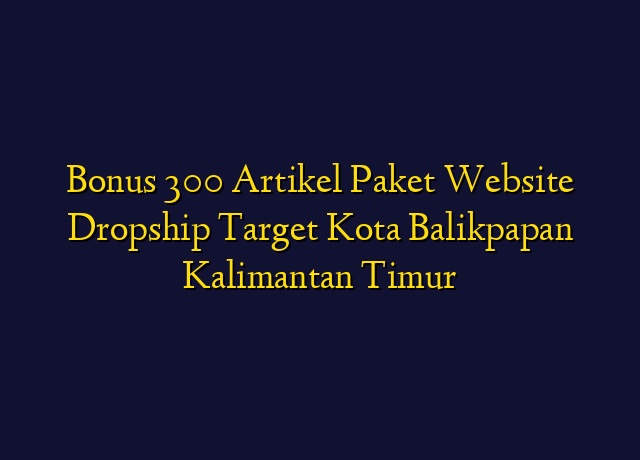 Bonus 300 Artikel Paket Website
Dropship Target Kota Balikpapan
Kalimantan Timur